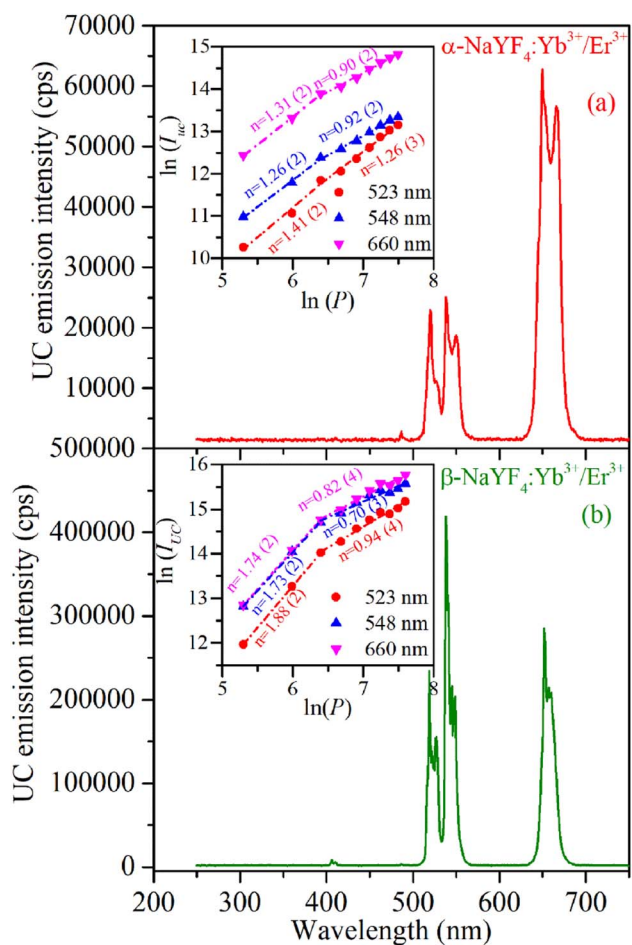 70000
60000
50000
40000
30000
20000
10000
500000
400000
300000
200000
100000
0
UC emission intensity (cps)
UC emission intensity (cps)
α-NaYF4:Yb3+/Er3+
(a)
15
14
13
12
11
10
ln (Iuc)
n=1.31 (2)
n=0.90 (2)
n=1.26 (2)
n=0.92 (2)
n=1.41 (2)
n=1.26 (3)
523 nm
548 nm
660 nm
5 6 7 8
ln (P)
β-NaYF4:Yb3+/Er3+
(b)
16
15
14
13
12
ln (IUC)
n=1.74 (2)
n=0.82 (4)
n=1.73 (2)
n=0.70 (3)
n=1.88 (2)
n=0.94 (4)
523 nm
548 nm
660 nm
5 6 7 8
ln(P)
200 300 400 500 600 700
Wavelength (nm)